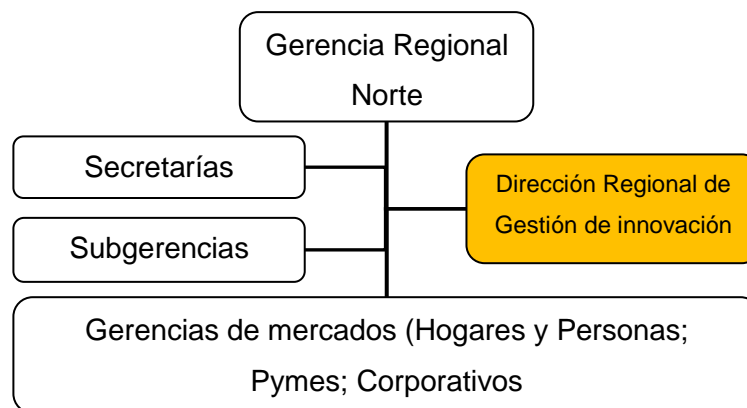 Gerencia Regional
Norte
Secretarías
Dirección Regional de
Gestión de innovación
Subgerencias
Gerencias de mercados (Hogares y Personas;
Pymes; Corporativos